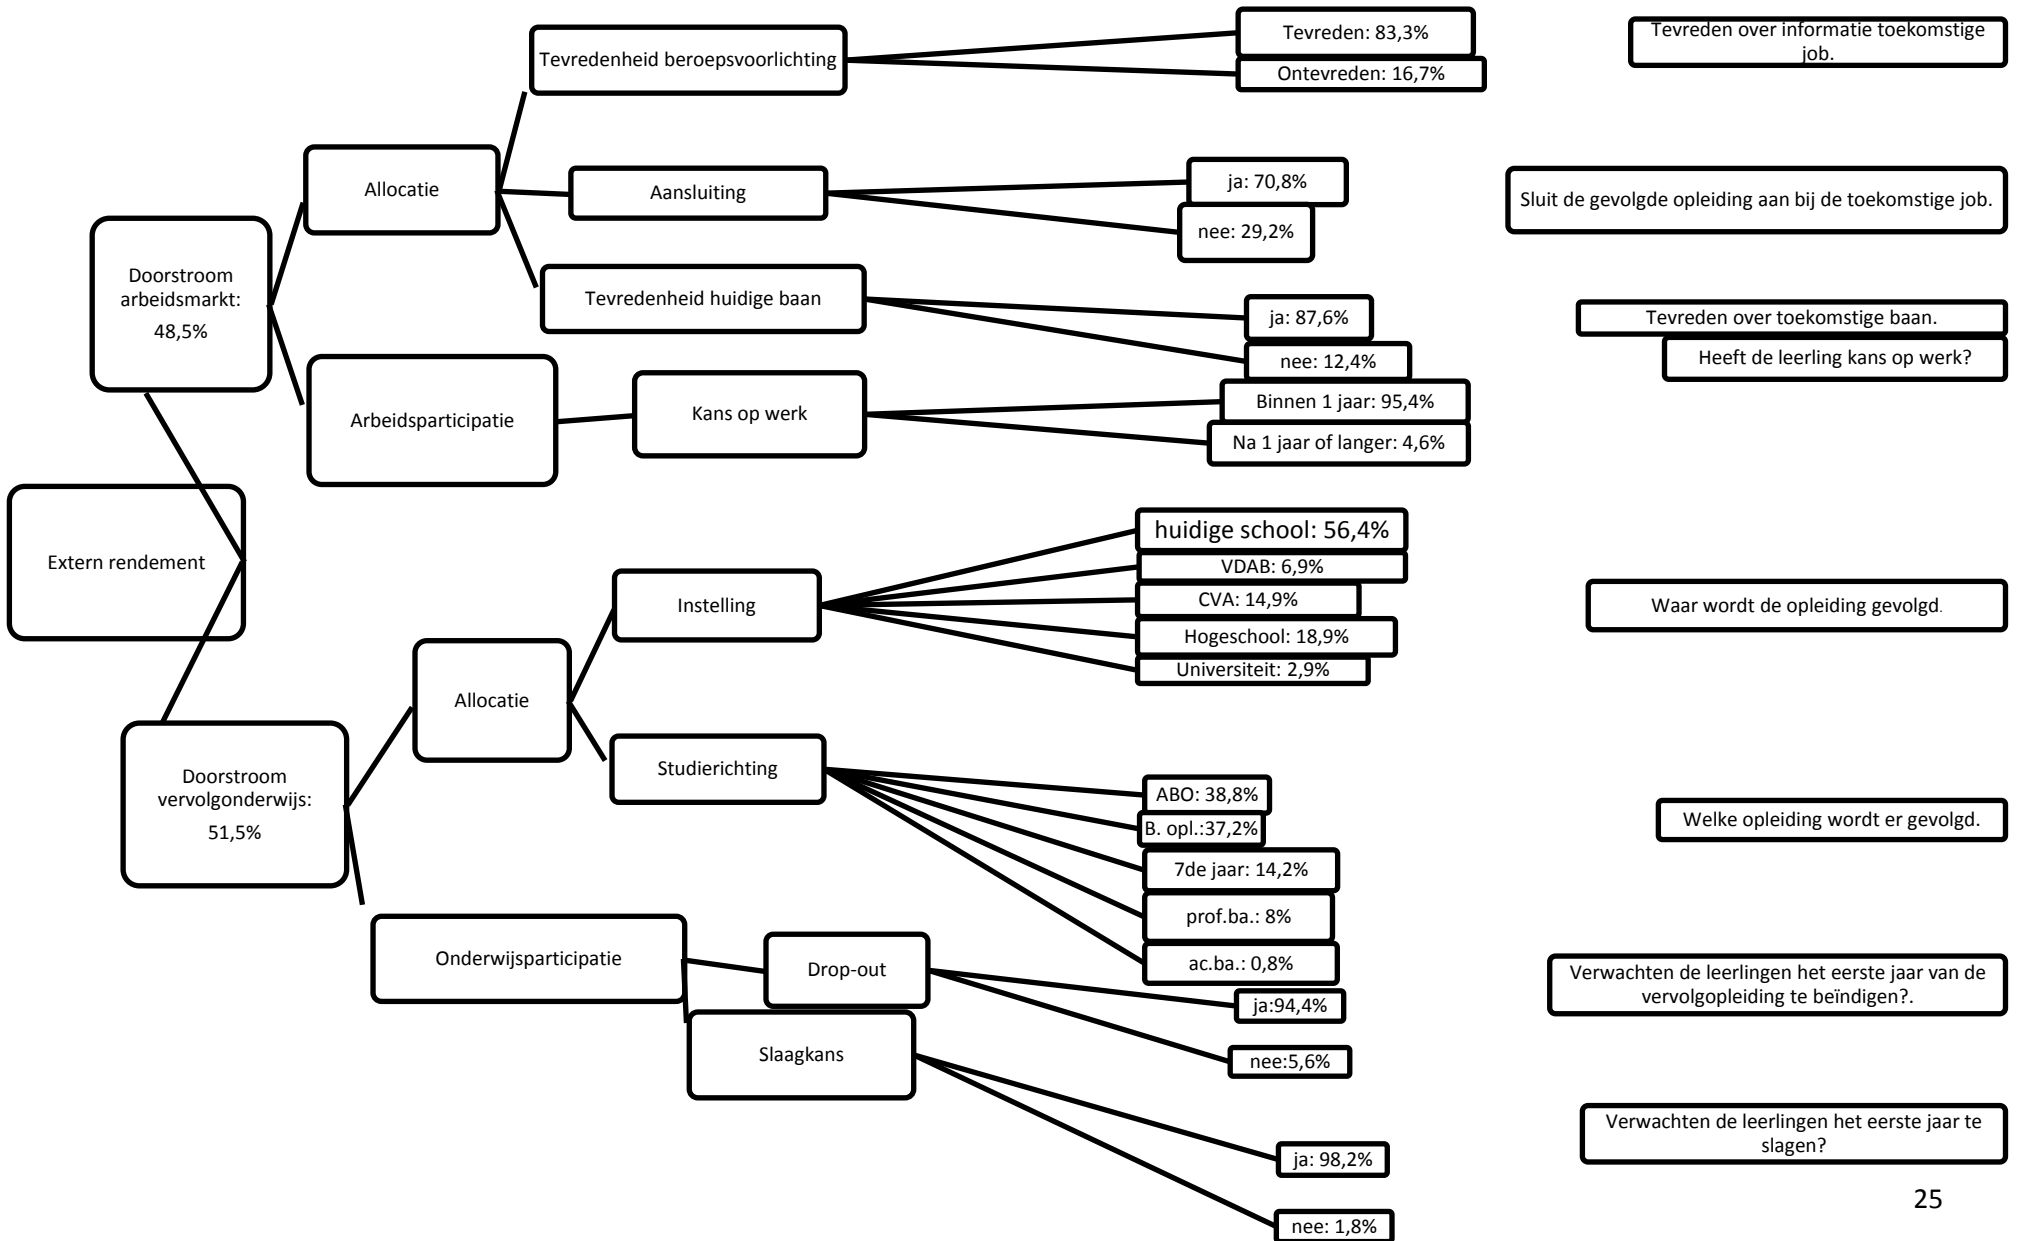 Tevredenheid beroepsvoorlichting
Tevreden: 83,3%
Ontevreden: 16,7%
Tevreden over informatie toekomstige
job.
Allocatie
Aansluiting
ja: 70,8%
nee: 29,2%
Sluit de gevolgde opleiding aan bij de toekomstige job.
Doorstroom
arbeidsmarkt:
48,5%
Tevredenheid huidige baan
ja: 87,6%
nee: 12,4%
Tevreden over toekomstige baan.
Heeft de leerling kans op werk?
Arbeidsparticipatie
Kans op werk
Binnen 1 jaar: 95,4%
Na 1 jaar of langer: 4,6%
Extern rendement
Instelling
huidige school: 56,4%
VDAB: 6,9%
CVA: 14,9%
Hogeschool: 18,9%
Universiteit: 2,9%
Waar wordt de opleiding gevolgd.
Allocatie
Doorstroom
vervolgonderwijs:
51,5%
Studierichting
ABO: 38,8%
B. opl.:37,2%
7de jaar: 14,2%
prof.ba.: 8%
ac.ba.: 0,8%
Welke opleiding wordt er gevolgd.
Onderwijsparticipatie
Drop-out
ja:94,4%
nee:5,6%
Verwachten de leerlingen het eerste jaar van de
vervolgopleiding te beïndigen?.
Slaagkans
ja: 98,2%
nee: 1,8%
Verwachten de leerlingen het eerste jaar te
slagen?
25